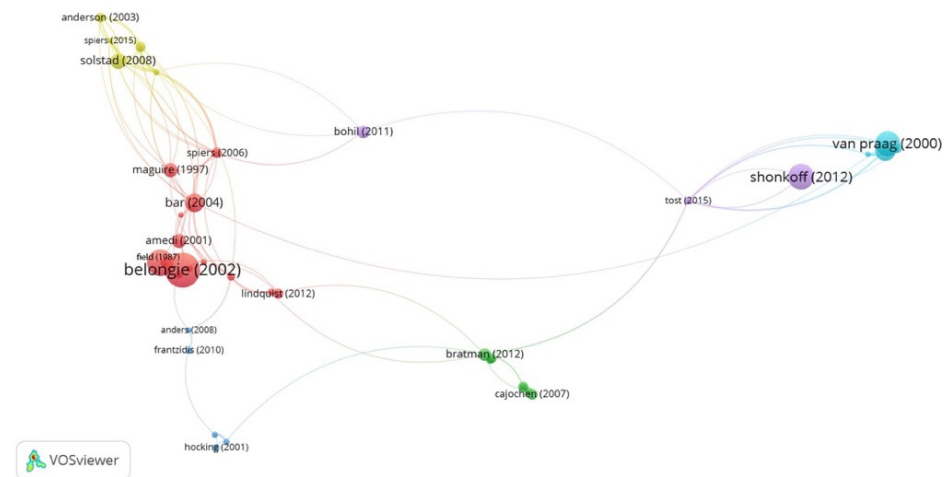 anderson (2003)
spiers (2015)
solstad (2008)
bohil (2011)
van praag (2000)
spiers (2006)
maguire (1997)
shonkoff (2012)
bar (2004)
tost (2015)
amedi (2001)
field (1987)
belongie (2002)
lindquist (2012)
anders (2008)
frantzidis (2010)
bratman (2012)
cajochen (2007)
hocking (2001)
VOSviewer